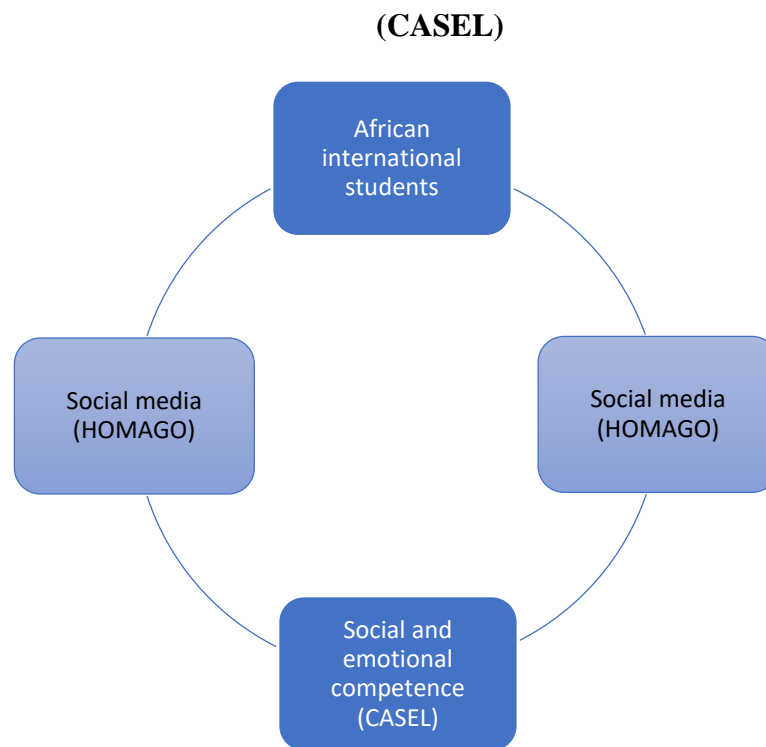 (CASEL)
African
international
students
Social media
(HOMAGO)
Social media
(HOMAGO)
Social and
emotional
competence
(CASEL)